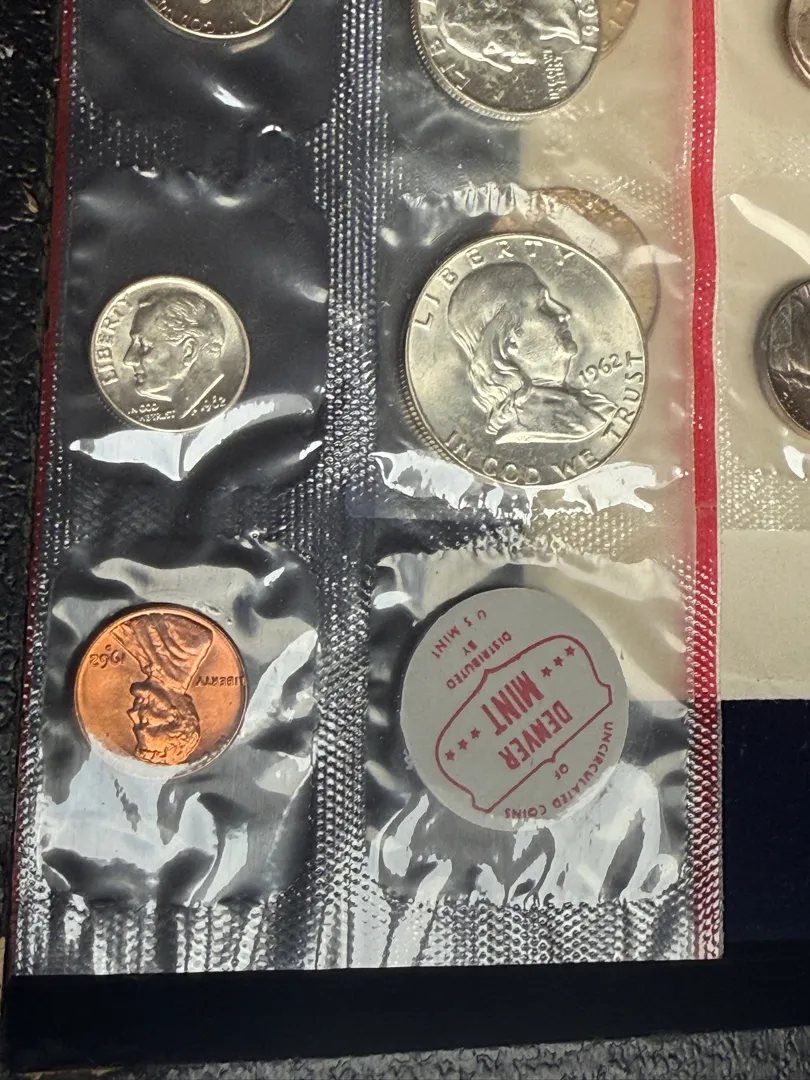 LIBERTY
LIBERTY
IN GOD
WE TRUST
1962
LIBERTY
1962
IN GOD WE TRUST
1962
LIBERTY
U S MINT
BY
DISTRIBUTED
DENVER
MINT
UNCIRCULATED COINS
OF